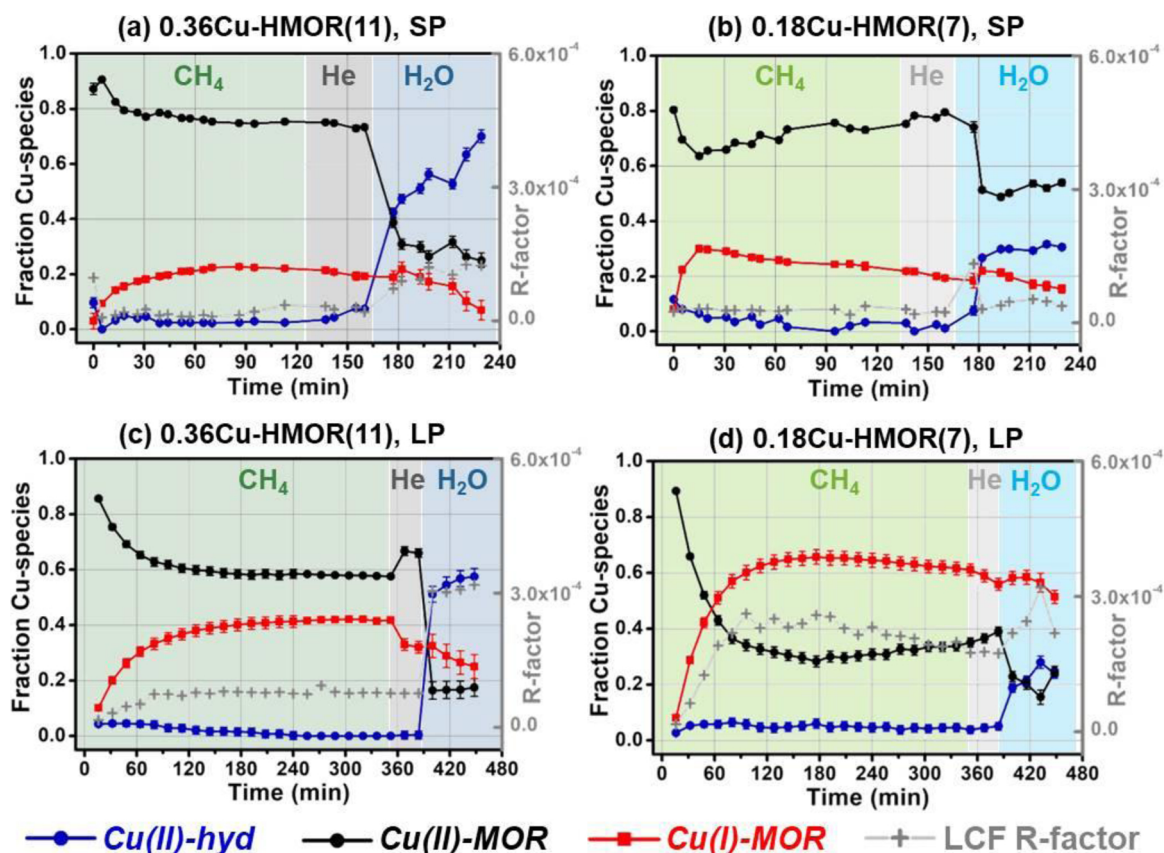 (a) 0.36Cu-HMOR(11), SP
(b) 0.18Cu-HMOR(7), SP
Fraction Cu-species
1.0
0.8
0.6
0.4
0.2
0.0
CH₄
He
H₂O
6.0x10⁻⁴
3.0x10⁻⁴
0.0
R-factor
0 30 60 90 120 150 180 210 240
Time (min)
Fraction Cu-species
1.0
0.8
0.6
0.4
0.2
0.0
CH₄
He
H₂O
6.0x10⁻⁴
3.0x10⁻⁴
0.0
R-factor
0 30 60 90 120 150 180 210 240
Time (min)
(c) 0.36Cu-HMOR(11), LP
(d) 0.18Cu-HMOR(7), LP
Fraction Cu-species
1.0
0.8
0.6
0.4
0.2
0.0
CH₄
He
H₂O
6.0x10⁻⁴
3.0x10⁻⁴
0.0
R-factor
0 60 120 180 240 300 360 420 480
Time (min)
Fraction Cu-species
1.0
0.8
0.6
0.4
0.2
0.0
CH₄
He
H₂O
6.0x10⁻⁴
3.0x10⁻⁴
0.0
R-factor
0 60 120 180 240 300 360 420 480
Time (min)
Cu(II)-hyd Cu(II)-MOR Cu(I)-MOR LCF R-factor